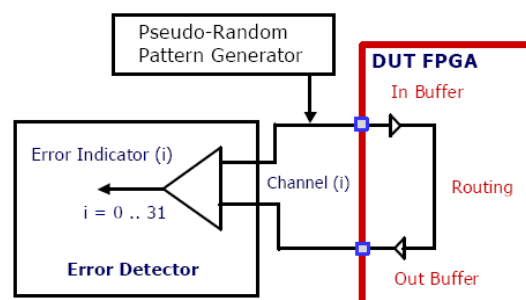 Pseudo-Random
Pattern Generator
DUT FPGA
In Buffer
Error Indicator (i)
Channel (i)
Routing
i = 0 .. 31
Error Detector
Out Buffer